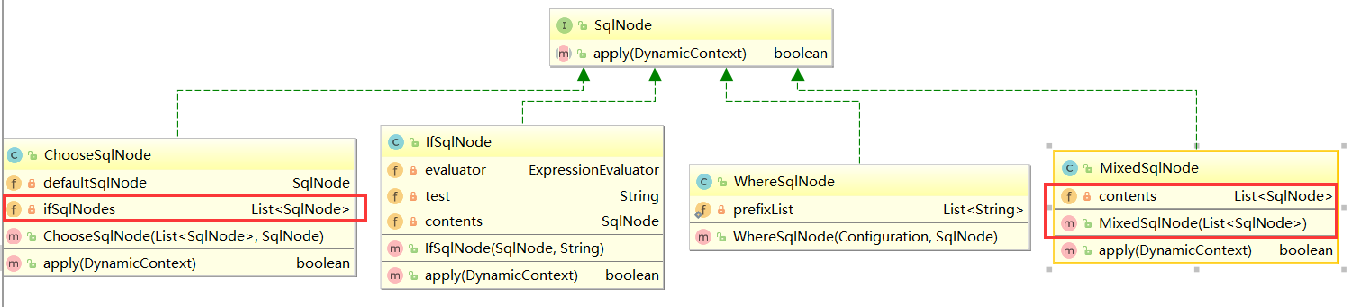 SqlNode
apply(DynamicContext) boolean
ChooseSqlNode
defaultSqlNode SqlNode
ifSqlNodes List<SqlNode>
ChooseSqlNode(List<SqlNode>, SqlNode)
apply(DynamicContext) boolean
IfSqlNode
evaluator ExpressionEvaluator
test String
contents SqlNode
IfSqlNode(SqlNode, String)
apply(DynamicContext) boolean
WhereSqlNode
prefixList List<String>
WhereSqlNode(Configuration, SqlNode)
MixedSqlNode
contents List<SqlNode>
MixedSqlNode(List<SqlNode>)
apply(DynamicContext) boolean